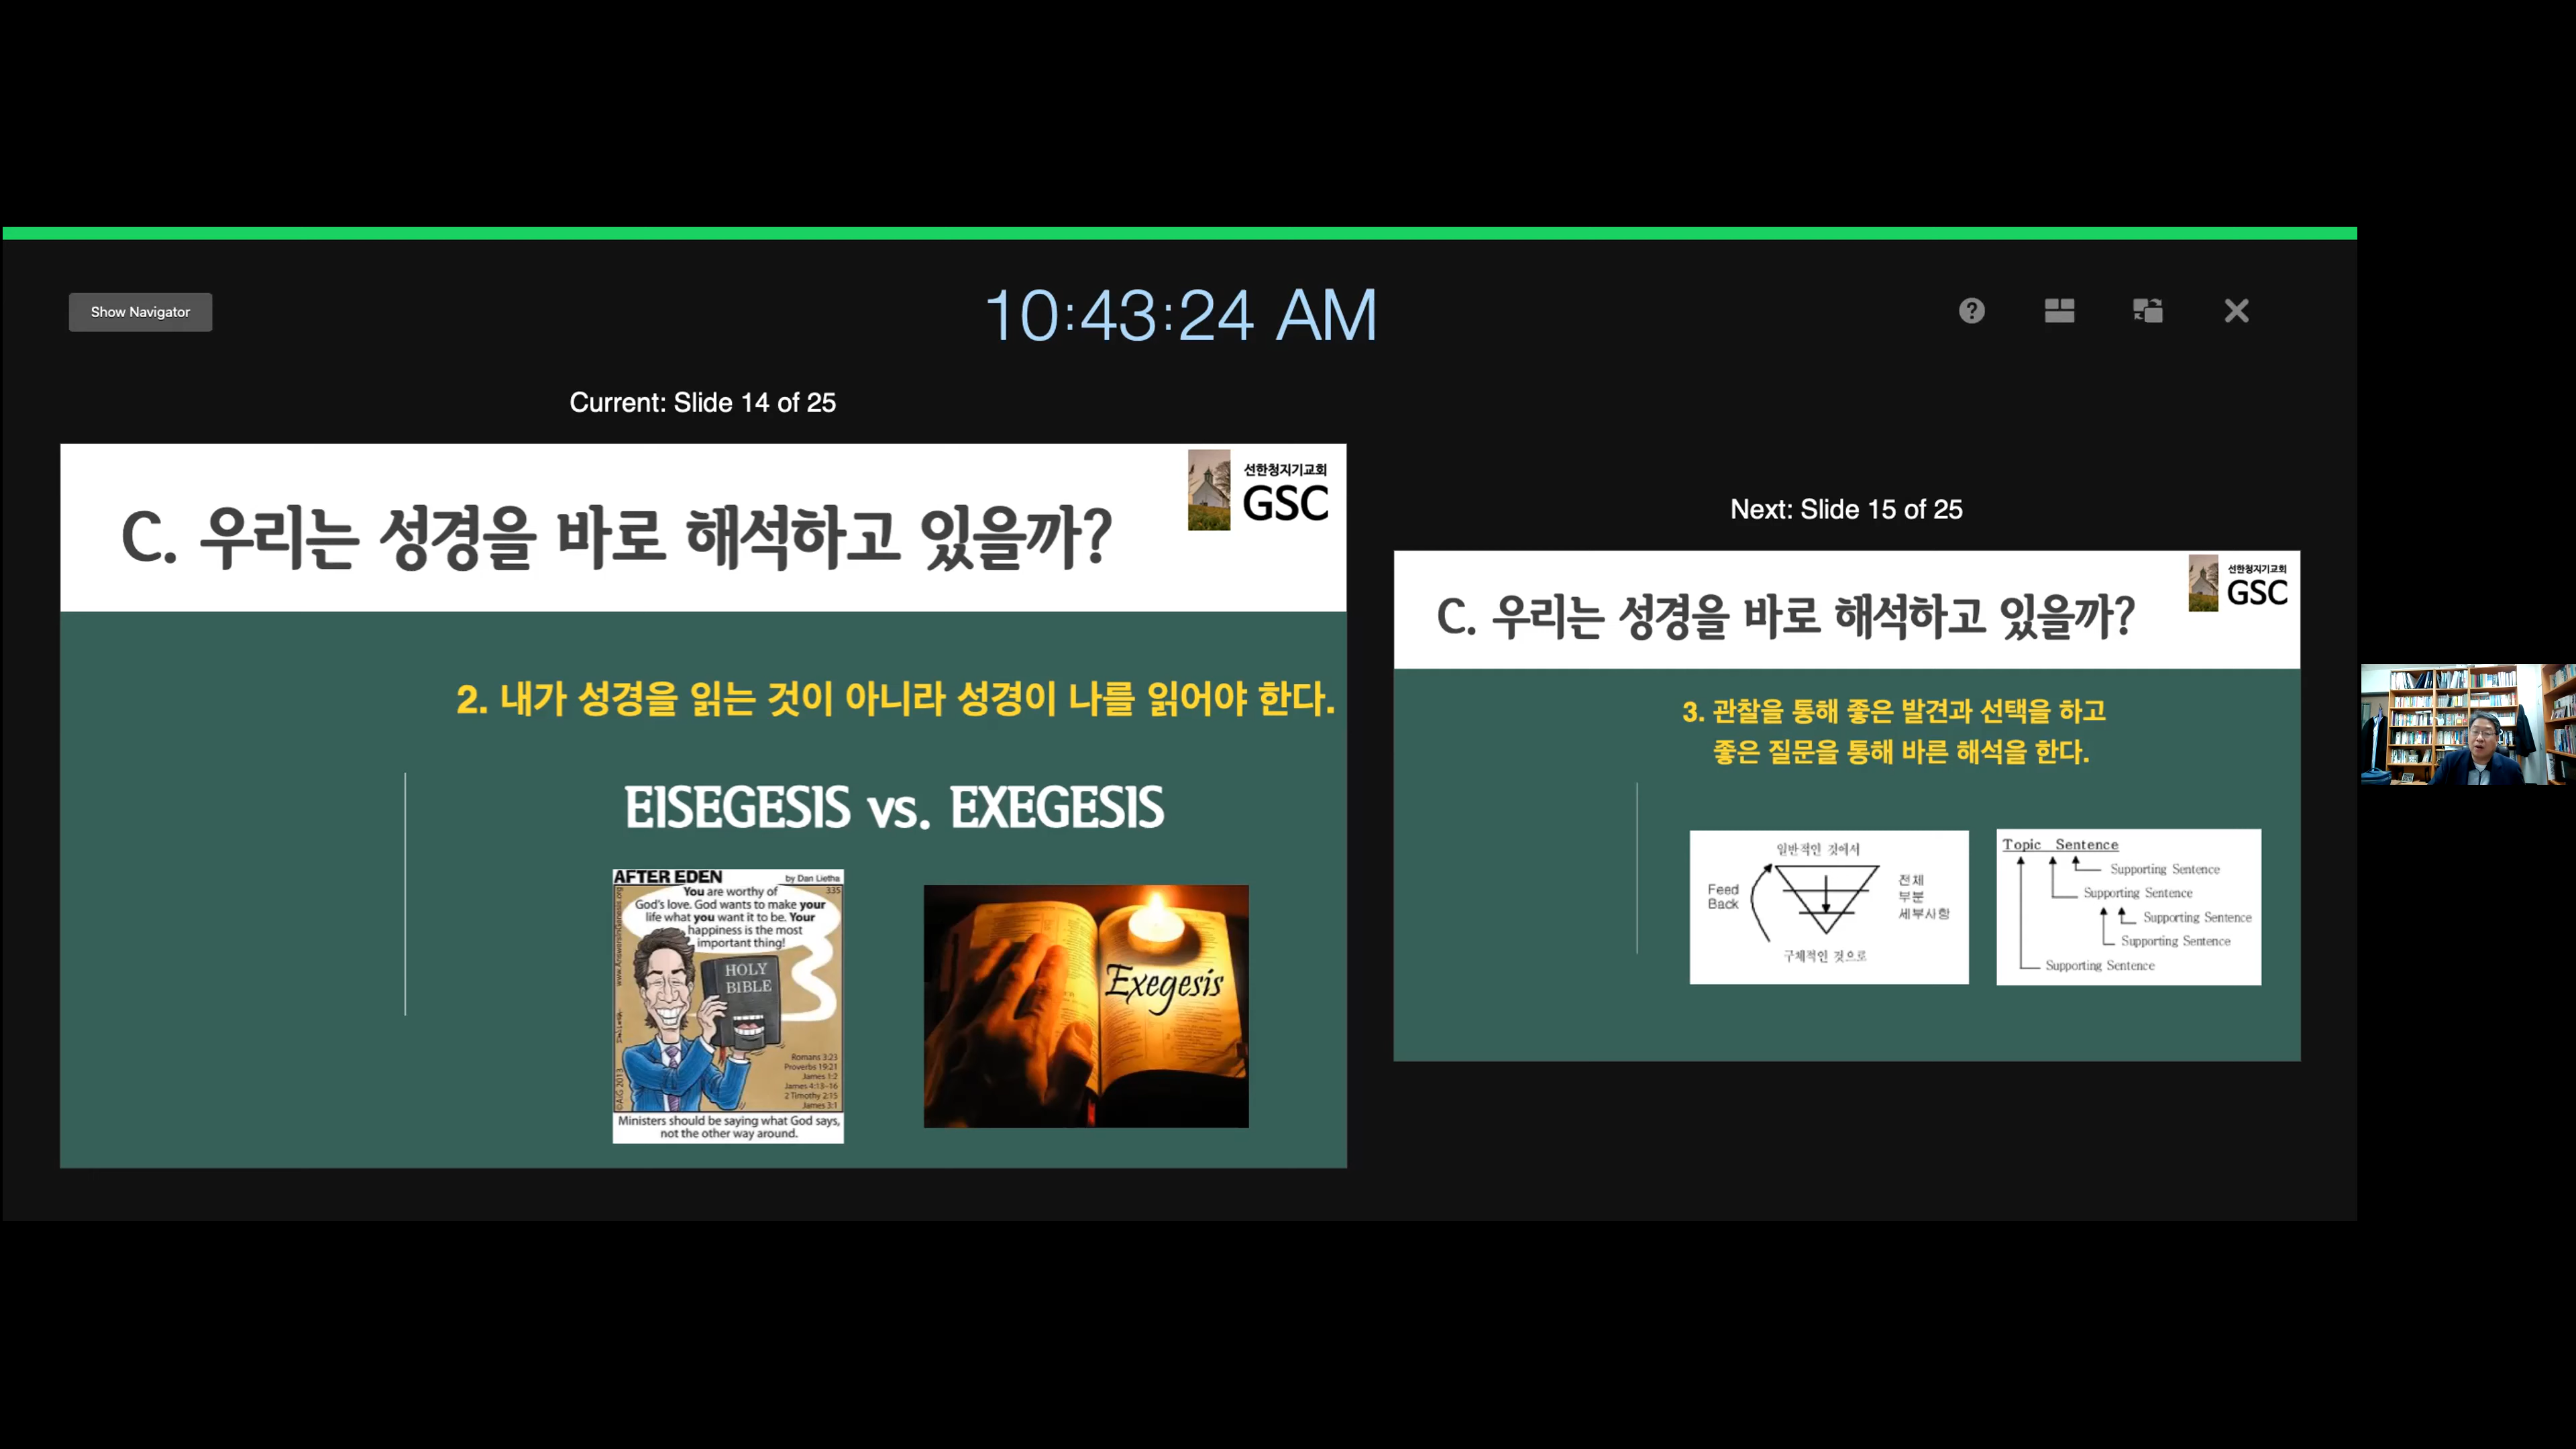 Show Navigator
10:43:24 AM
Current: Slide 14 of 25
선한청지기교회
GSC
C. 우리는 성경을 바로 해석하고 있을까?
2. 내가 성경을 읽는 것이 아니라 성경이 나를 읽어야 한다.
EISEGESIS vs. EXEGESIS
AFTER EDEN
by Dan Lietha
335
You are worthy of
God's love. God wants to make your
life what you want it to be. Your
happiness is the most
important thing!
HOLY
BIBLE
www.AnswersInGenesis.org
©AiG 2013
Romans 3:23
Proverbs 19:21
James 1:2
James 4:13–16
2 Timothy 2:15
James 3:1
Ministers should be saying what God says,
not the other way around.
Exegesis
Next: Slide 15 of 25
선한청지기교회
GSC
C. 우리는 성경을 바로 해석하고 있을까?
3. 관찰을 통해 좋은 발견과 선택을 하고
좋은 질문을 통해 바른 해석을 한다.
일반적인 것에서
Feed
Back
전체
부분
세부사항
구체적인 것으로
Topic Sentence
Supporting Sentence
Supporting Sentence
Supporting Sentence
Supporting Sentence
Supporting Sentence